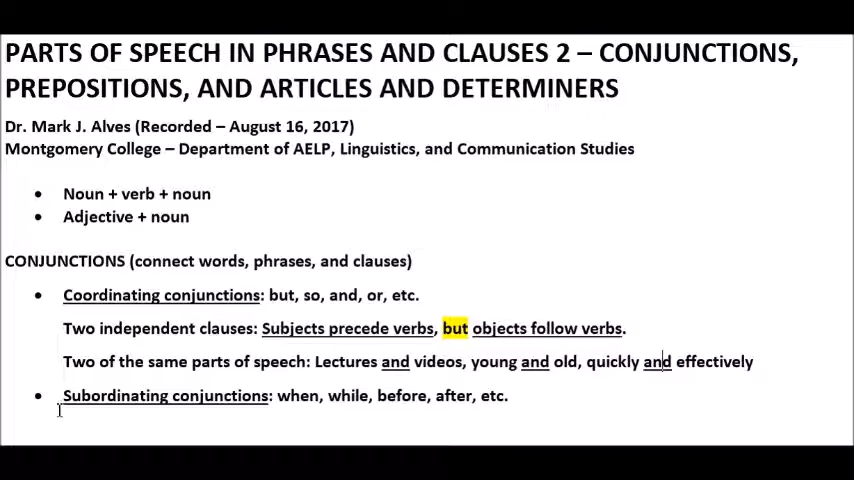 PARTS OF SPEECH IN PHRASES AND CLAUSES 2 – CONJUNCTIONS,
PREPOSITIONS, AND ARTICLES AND DETERMINERS
Dr. Mark J. Alves (Recorded – August 16, 2017)
Montgomery College – Department of AELP, Linguistics, and Communication Studies
• Noun + verb + noun
• Adjective + noun
CONJUNCTIONS (connect words, phrases, and clauses)
• Coordinating conjunctions: but, so, and, or, etc.
Two independent clauses: Subjects precede verbs, but objects follow verbs.
Two of the same parts of speech: Lectures and videos, young and old, quickly and effectively
• Subordinating conjunctions: when, while, before, after, etc.